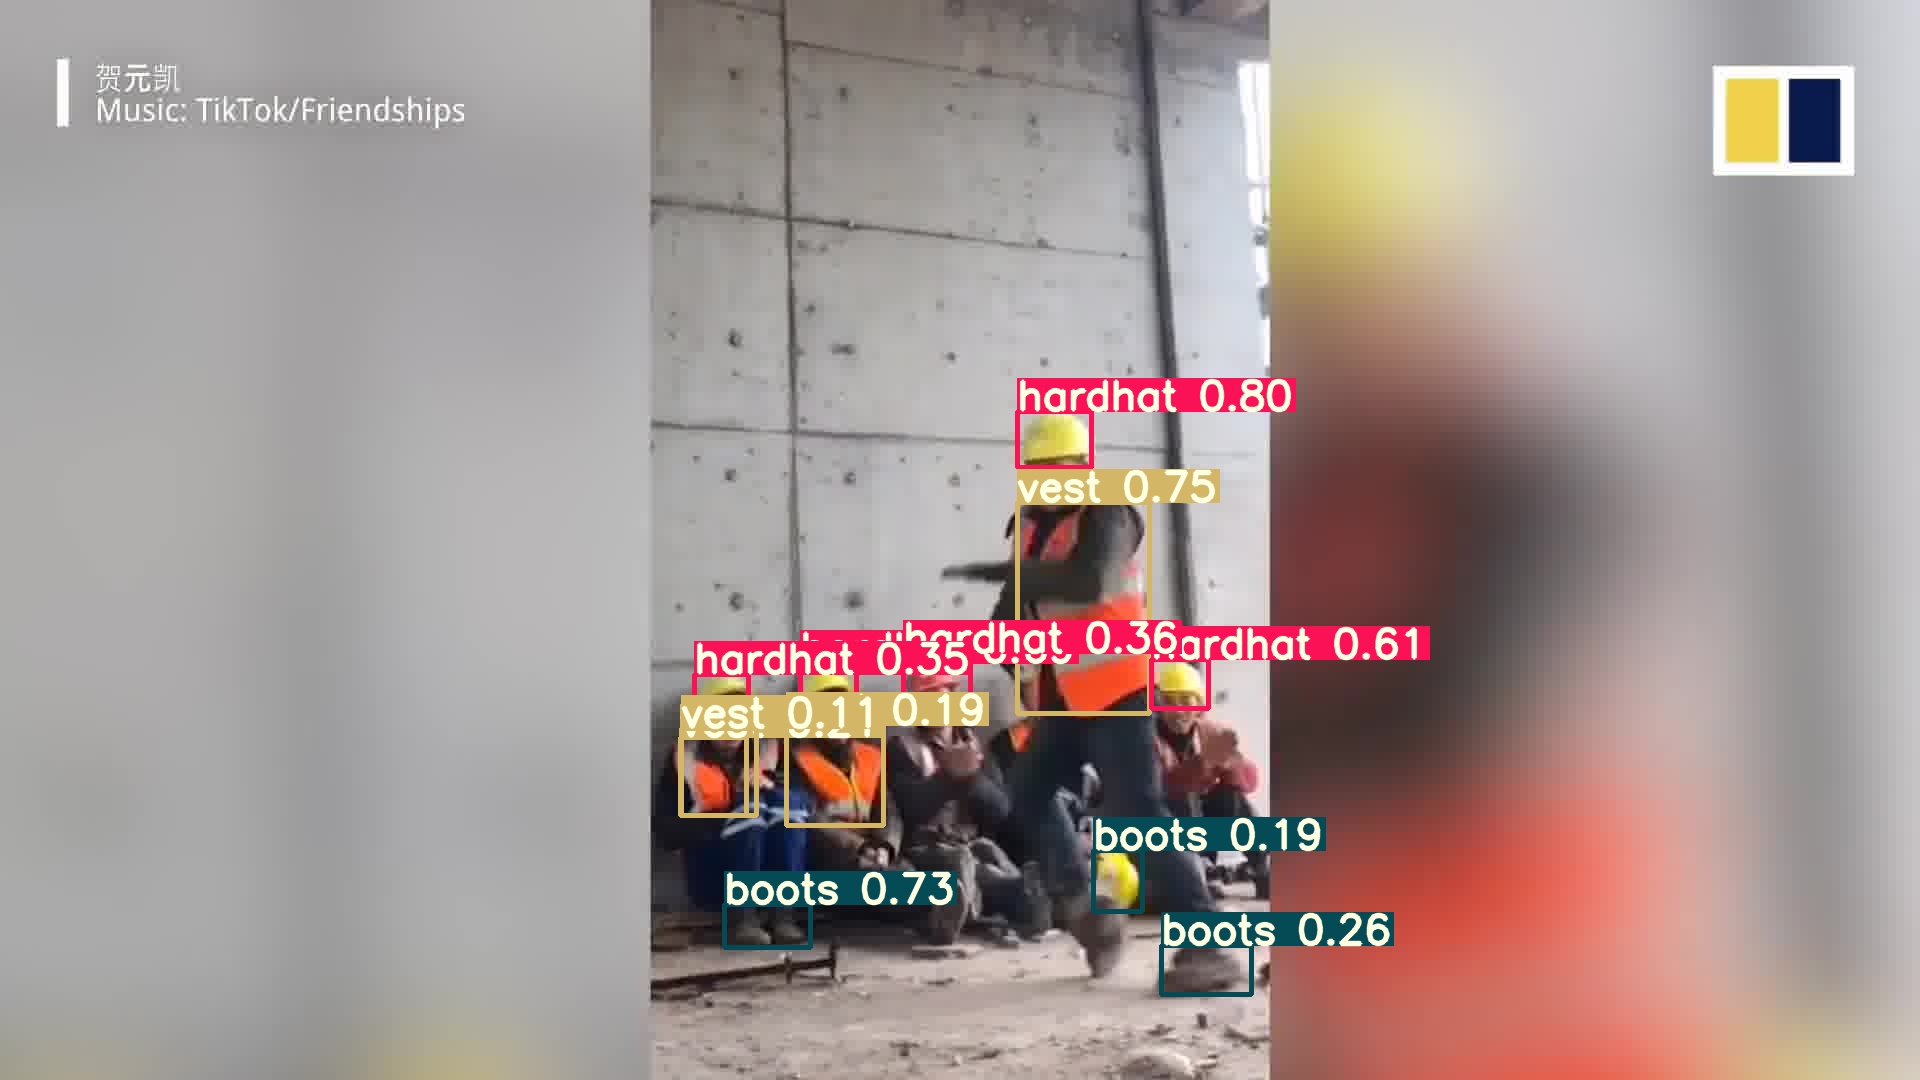 贺元凯
Music: TikTok/Friendships
hardhat 0.80
vest 0.75
hardhat 0.36
ardhat 0.61
hardhat 0.35
vest 0.11
0.19
boots 0.19
boots 0.73
boots 0.26